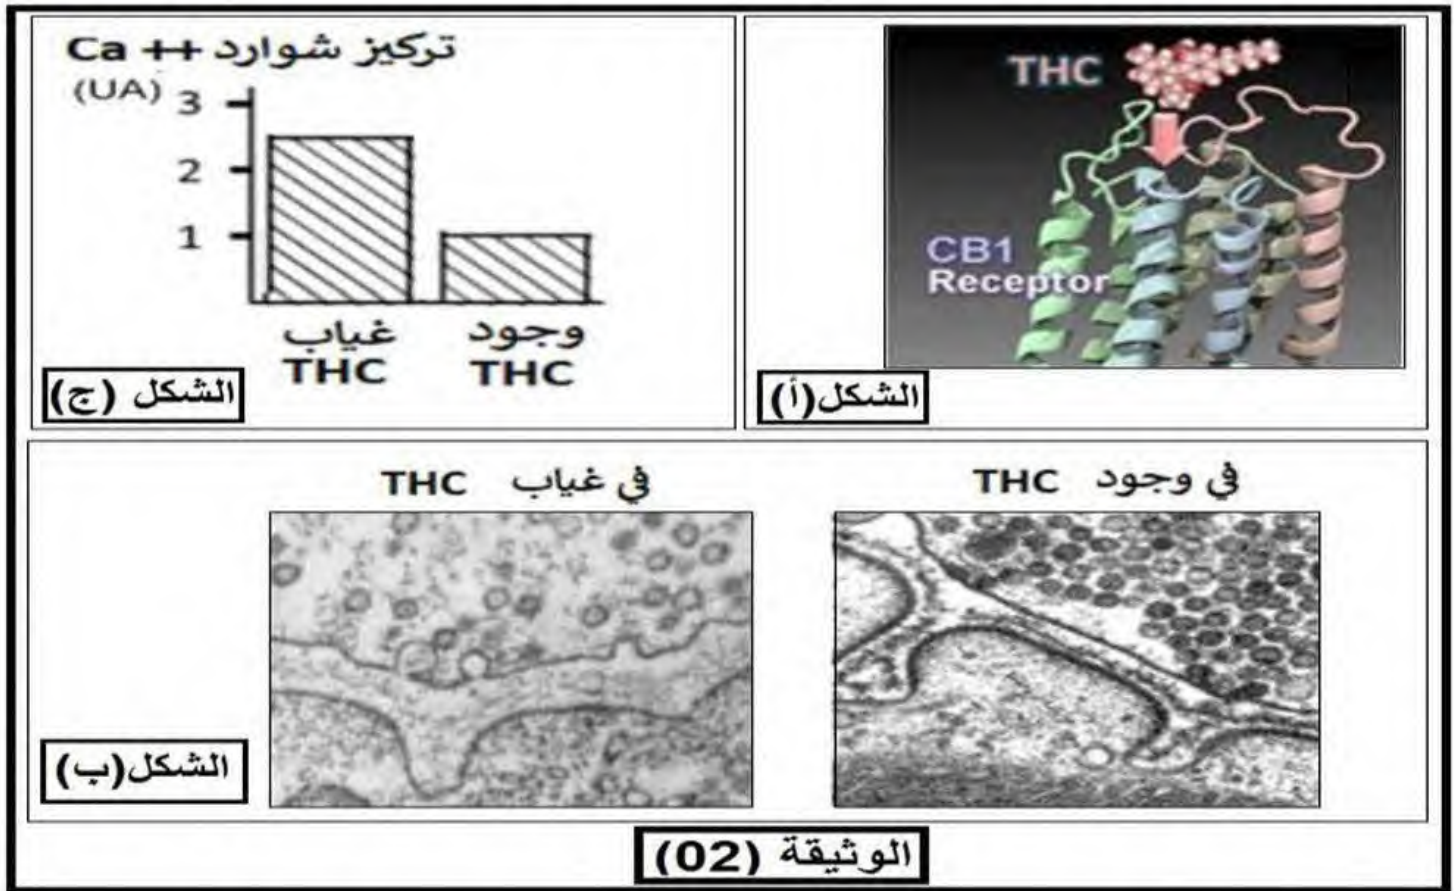 تركيز شوارد Ca ++
(UA)
3
2
1
غياب THC
وجود THC
الشكل (ج)
THC
CB1
Receptor
الشكل(أ)
في غياب THC
في وجود THC
الشكل(ب)
الوثيقة (02)